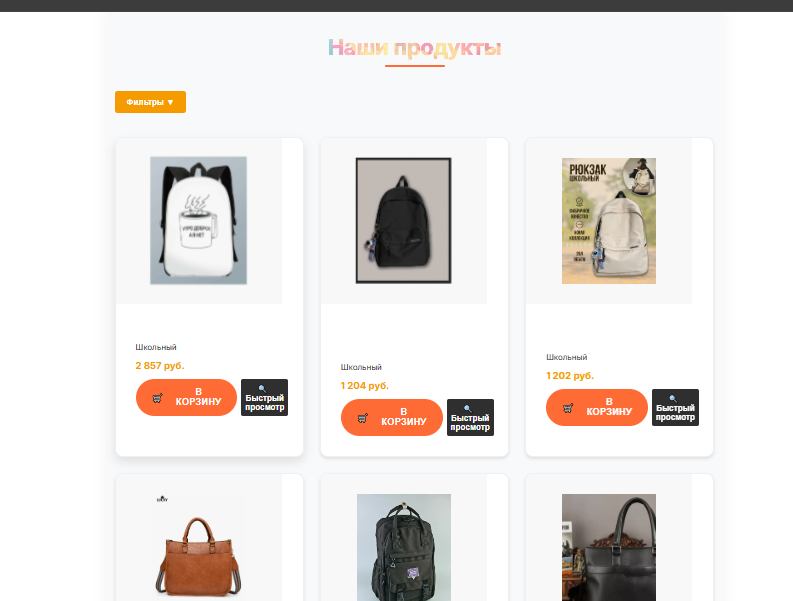 Наши продукты
Фильтры ▼
РЮКЗАК
ШКОЛЬНЫЙ
Школьный
2 857 руб.
В
КОРЗИНУ
Быстрый
просмотр
Школьный
1 204 руб.
В
КОРЗИНУ
Быстрый
просмотр
Школьный
1 202 руб.
В
КОРЗИНУ
Быстрый
просмотр